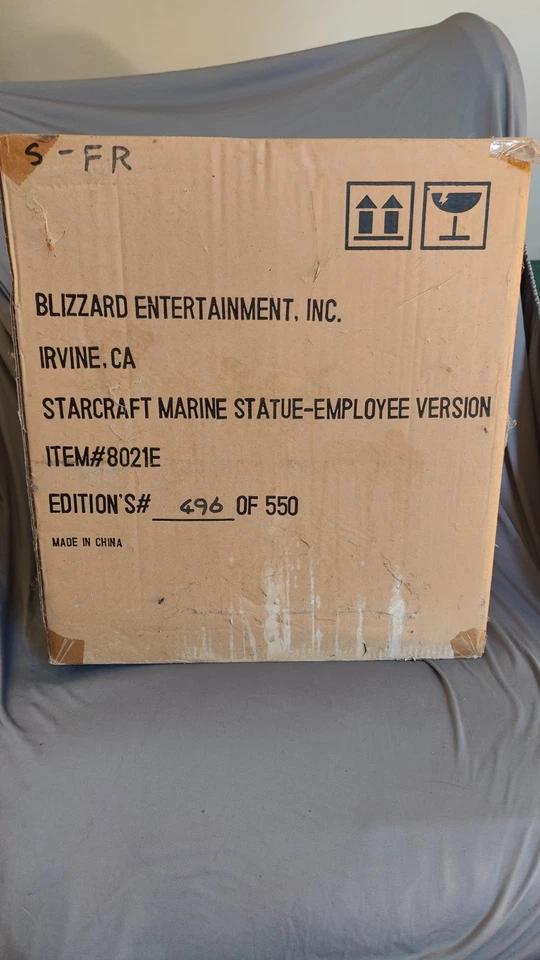 S-FR
BLIZZARD ENTERTAINMENT, INC.
IRVINE, CA
STARCRAFT MARINE STATUE-EMPLOYEE VERSION
ITEM#8021E
EDITION'S# 496 OF 550
MADE IN CHINA